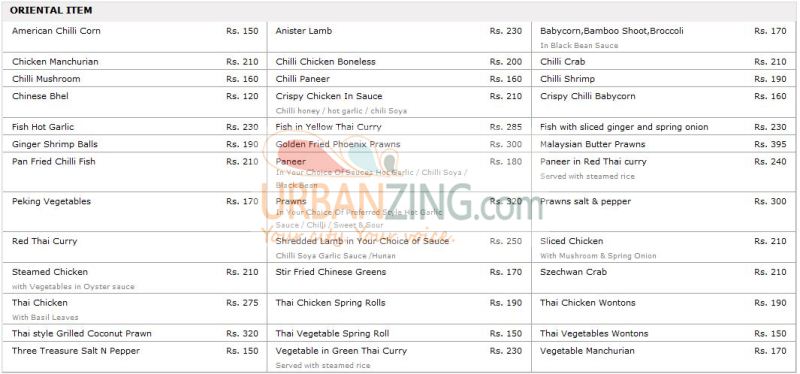 ORIENTAL ITEM
American Chilli Corn Rs. 150 Anister Lamb Rs. 230 Babycorn,Bamboo Shoot,Broccoli Rs. 170
In Black Bean Sauce
Chicken Manchurian Rs. 210 Chilli Chicken Boneless Rs. 200 Chilli Crab Rs. 210
Chilli Mushroom Rs. 160 Chilli Paneer Rs. 160 Chilli Shrimp Rs. 190
Chinese Bhel Rs. 120 Crispy Chicken In Sauce Rs. 210 Crispy Chilli Babycorn Rs. 160
Chilli honey / hot garlic / chili Soya
Fish Hot Garlic Rs. 230 Fish in Yellow Thai Curry Rs. 285 Fish with sliced ginger and spring onion Rs. 230
Ginger Shrimp Balls Rs. 190 Golden Fried Phoenix Prawns Rs. 300 Malaysian Butter Prawns Rs. 395
Pan Fried Chilli Fish Rs. 210 Paneer Rs. 180 Paneer in Red Thai curry Rs. 240
In Your Choice Of Sauces Hot Garlic / Chilli Soya / Served with steamed rice
Black Bean
Peking Vegetables Rs. 170 Prawns Rs. 320 Prawns salt & pepper Rs. 300
In Your Choice Of Preferred Style Hot Garlic
Sauce / Chilli / Sweet & Sour
URBANZING.com
Your city. Your voice.
Red Thai Curry Rs. 240 Shredded Lamb in Your Choice of Sauce Rs. 250 Sliced Chicken Rs. 210
Chilli Soya Garlic Sauce /Hunan With Mushroom & Spring Onion
Steamed Chicken Rs. 210 Stir Fried Chinese Greens Rs. 170 Szechwan Crab Rs. 210
with Vegetables in Oyster sauce
Thai Chicken Rs. 275 Thai Chicken Spring Rolls Rs. 190 Thai Chicken Wontons Rs. 190
With Basil Leaves
Thai style Grilled Coconut Prawn Rs. 320 Thai Vegetable Spring Roll Rs. 150 Thai Vegetables Wontons Rs. 150
Three Treasure Salt N Pepper Rs. 150 Vegetable in Green Thai Curry Rs. 230 Vegetable Manchurian Rs. 170
Served with steamed rice